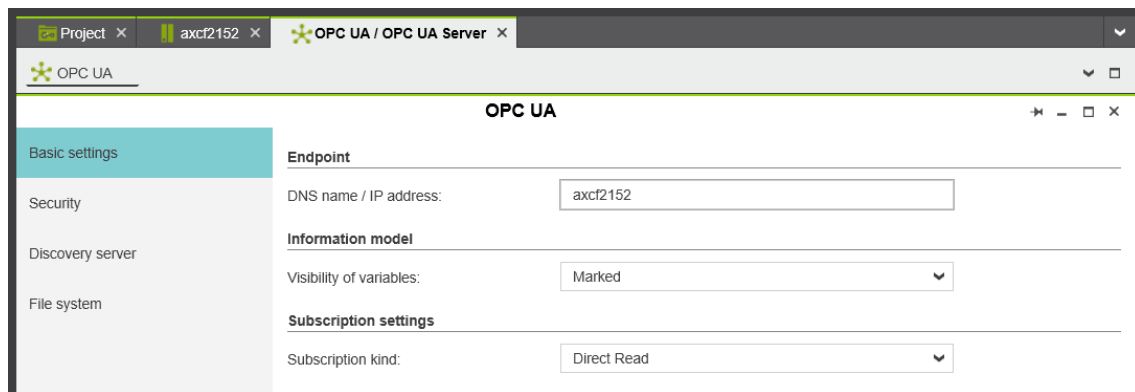 Project
axcf2152
OPC UA / OPC UA Server
OPC UA
OPC UA
Basic settings
Security
Discovery server
File system
Endpoint
DNS name / IP address: axcf2152
Information model
Visibility of variables: Marked
Subscription settings
Subscription kind: Direct Read